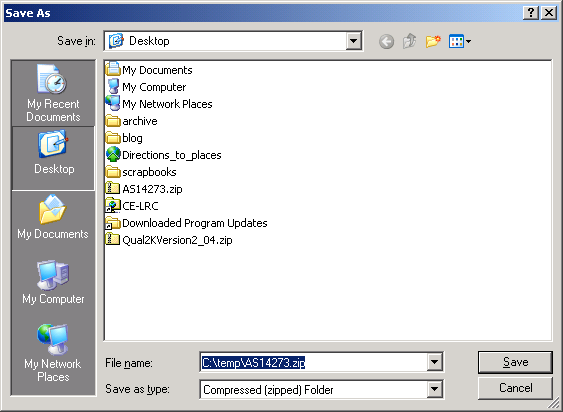 Save As
Save in: Desktop
My Recent
Documents
Desktop
My Documents
My Computer
My Network
Places
My Documents
My Computer
My Network Places
archive
blog
Directions_to_places
scrapbooks
AS14273.zip
CE-LRC
Downloaded Program Updates
Qual2KVersion2_04.zip
File name: C:\temp\AS14273.zip Save
Save as type: Compressed (zipped) Folder Cancel